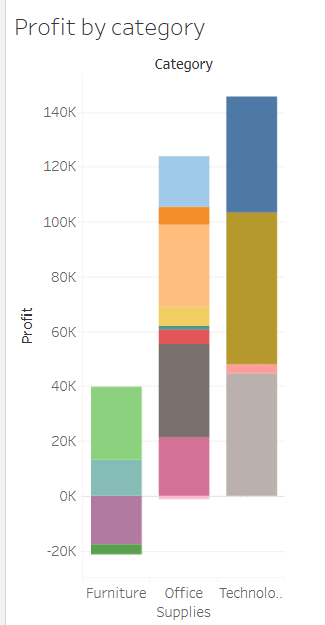 Profit by category
Category
140K
120K
100K
80K
60K
40K
20K
0K
-20K
Profit
Furniture
Office
Supplies
Technolo..